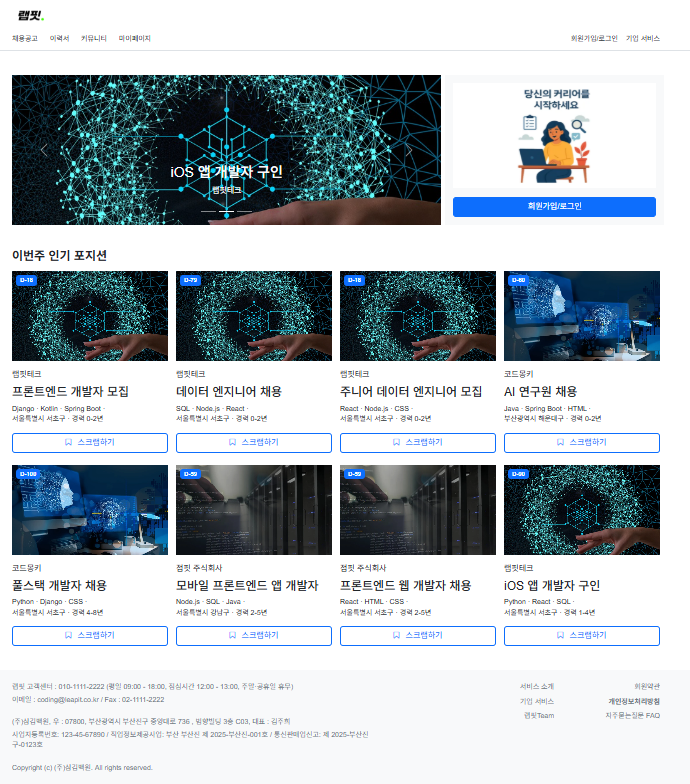 랩핏.
채용공고 이력서 커뮤니티 마이페이지
회원가입/로그인 기업 서비스
iOS 앱 개발자 구인
랩핏테크
당신의 커리어를
시작하세요
회원가입/로그인
이번주 인기 포지션
D-18
랩핏테크
프론트엔드 개발자 모집
Django · Kotlin · Spring Boot ·
서울특별시 서초구 · 경력 0-2년
스크랩하기
D-79
랩핏테크
데이터 엔지니어 채용
SQL · Node.js · React ·
서울특별시 서초구 · 경력 0-2년
스크랩하기
D-18
랩핏테크
주니어 데이터 엔지니어 모집
React · Node.js · CSS ·
서울특별시 서초구 · 경력 0-2년
스크랩하기
D-80
코드몽키
AI 연구원 채용
Java · Spring Boot · HTML ·
부산광역시 해운대구 · 경력 0-2년
스크랩하기
D-108
코드몽키
풀스택 개발자 채용
Python · Django · CSS ·
서울특별시 서초구 · 경력 4-8년
스크랩하기
D-59
점핏 주식회사
모바일 프론트엔드 앱 개발자
Node.js · SQL · Java ·
서울특별시 강남구 · 경력 2-5년
스크랩하기
D-59
점핏 주식회사
프론트엔드 웹 개발자 채용
React · HTML · CSS ·
서울특별시 서초구 · 경력 2-5년
스크랩하기
D-90
랩핏테크
iOS 앱 개발자 구인
Python · React · SQL ·
서울특별시 서초구 · 경력 1-4년
스크랩하기
랩핏 고객센터 : 010-1111-2222 (평일 09:00 - 18:00, 점심시간 12:00 - 13:00, 주말·공휴일 휴무)
이메일 : coding@leapit.co.kr / Fax : 02-1111-2222
(주)심김백원, 우 : 07800, 부산광역시 부산진구 중앙대로 736 , 범향빌딩 3층 C03, 대표 : 김주희
사업자등록번호: 123-45-67890 / 직업정보제공사업: 부산 부산진 제 2025-부산진-001호 / 통신판매업신고: 제 2025-부산진
구-0123호
Copyright (c) (주)심김백원. All rights reserved.
서비스 소개 회원약관
기업 서비스 개인정보처리방침
랩핏Team 자주묻는질문 FAQ